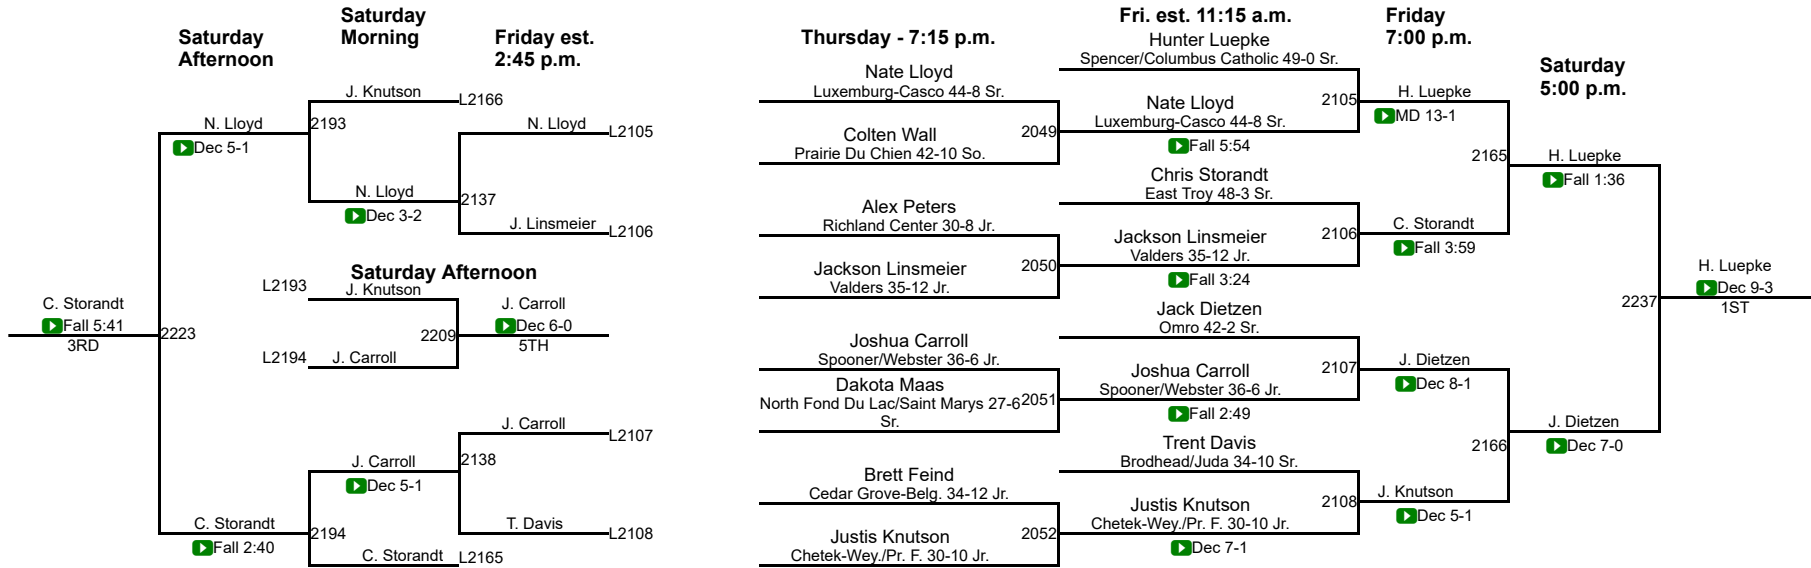 Saturday
Afternoon
Saturday
Morning
Friday est.
2:45 p.m.
J. Knutson
L2166
N. Lloyd
2193
Dec 5-1
N. Lloyd
L2105
N. Lloyd
2137
Dec 3-2
J. Linsmeier
L2106
Saturday Afternoon
L2193
J. Knutson
C. Storandt
Fall 5:41
3RD
2223
2209
J. Carroll
Dec 6-0
5TH
L2194
J. Carroll
J. Carroll
L2107
J. Carroll
2138
Dec 5-1
C. Storandt
2194
Fall 2:40
T. Davis
L2108
C. Storandt
L2165
Thursday - 7:15 p.m.
Nate Lloyd
Luxemburg-Casco 44-8 Sr.
2049
Colten Wall
Prairie Du Chien 42-10 So.
Alex Peters
Richland Center 30-8 Jr.
2050
Jackson Linsmeier
Valders 35-12 Jr.
Joshua Carroll
Spooner/Webster 36-6 Jr.
Dakota Maas
North Fond Du Lac/Saint Marys 27-6
Sr.
2051
Brett Feind
Cedar Grove-Belg. 34-12 Jr.
2052
Justis Knutson
Chetek-Wey./Pr. F. 30-10 Jr.
Fri. est. 11:15 a.m.
Hunter Luepke
Spencer/Columbus Catholic 49-0 Sr.
2105
Nate Lloyd
Luxemburg-Casco 44-8 Sr.
Fall 5:54
Chris Storandt
East Troy 48-3 Sr.
2106
Jackson Linsmeier
Valders 35-12 Jr.
Fall 3:24
Jack Dietzen
Omro 42-2 Sr.
2107
Joshua Carroll
Spooner/Webster 36-6 Jr.
Fall 2:49
Trent Davis
Brodhead/Juda 34-10 Sr.
2108
Justis Knutson
Chetek-Wey./Pr. F. 30-10 Jr.
Dec 7-1
Friday
7:00 p.m.
H. Luepke
MD 13-1
2165
C. Storandt
Fall 3:59
J. Dietzen
Dec 8-1
2166
J. Knutson
Dec 5-1
Saturday
5:00 p.m.
H. Luepke
Fall 1:36
2237
J. Dietzen
Dec 7-0
H. Luepke
Dec 9-3
1ST